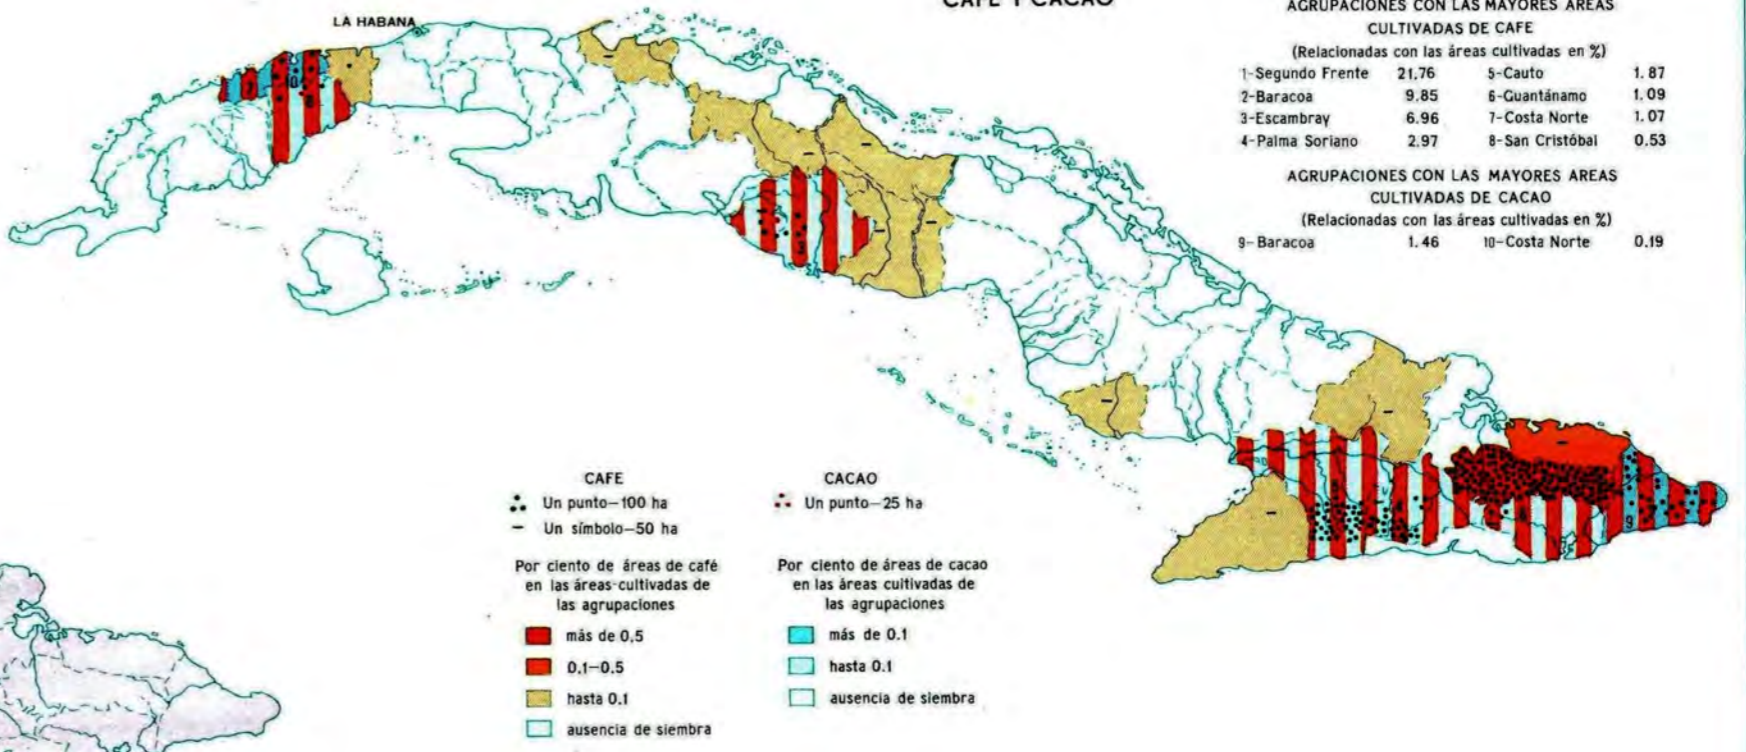 CAFE Y CACAO
LA HABANA
AGRUPACIONES CON LAS MAYORES AREAS
CULTIVADAS DE CAFE
(Relacionadas con las áreas cultivadas en %)
1-Segundo Frente 21.76 5-Cauto 1.87
2-Baracoa 9.85 6-Guantánamo 1.09
3-Escambray 6.96 7-Costa Norte 1.07
4-Palma Soriano 2.97 8-San Cristóbal 0.53
AGRUPACIONES CON LAS MAYORES AREAS
CULTIVADAS DE CACAO
(Relacionadas con las áreas cultivadas en %)
9-Baracoa 1.46 10-Costa Norte 0.19
7
10
8
3
9
CAFE
Un punto—100 ha
Un símbolo—50 ha
Por ciento de áreas de café
en las áreas cultivadas de
las agrupaciones
más de 0.5
0.1—0.5
hasta 0.1
ausencia de siembra
CACAO
Un punto—25 ha
Por ciento de áreas de cacao
en las áreas cultivadas de
las agrupaciones
más de 0.1
hasta 0.1
ausencia de siembra